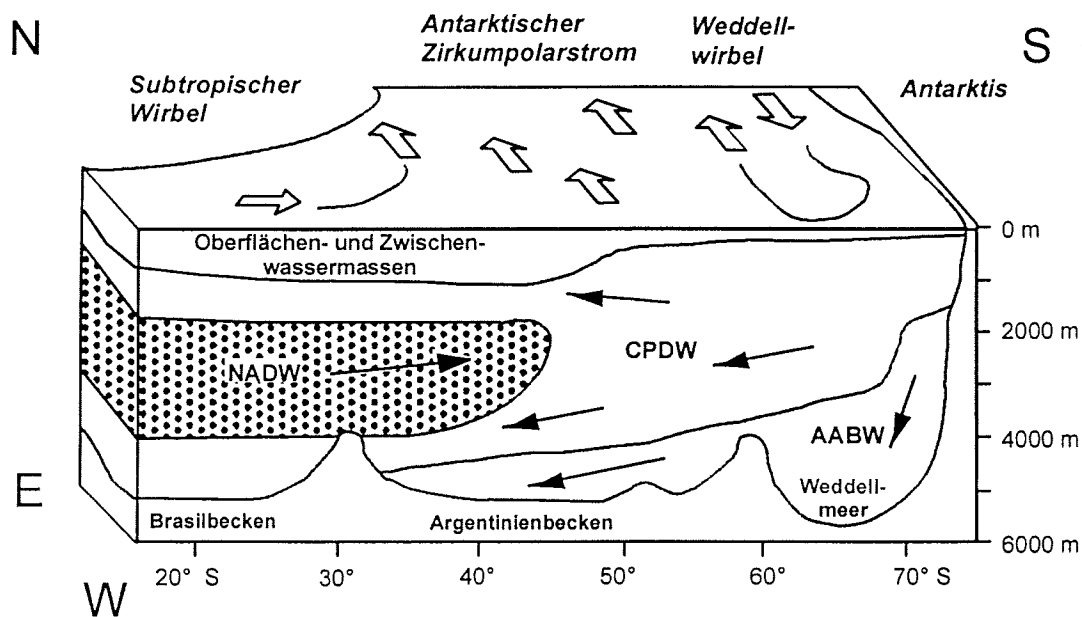 N
Antarktischer
Zirkumpolarstrom
Weddell-
wirbel
S
Subtropischer
Wirbel
Antarktis
Oberflächen- und Zwischen-
wassermassen
0 m
2000 m
4000 m
6000 m
NADW
CPDW
AABW
Weddell-
meer
E
Brasilbecken
Argentinienbecken
20° S
30°
40°
50°
60°
70° S
W